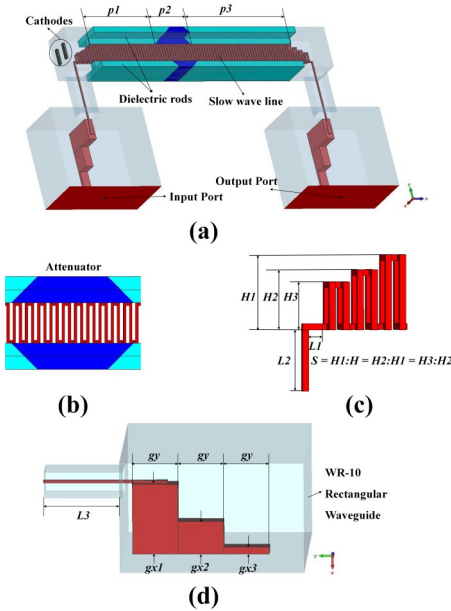 p1 p2 p3
Cathodes
Dielectric rods
Slow wave line
Output Port
Input Port
(a)
Attenuator
(b)
H1
H2
H3
L1
L2
S = H1:H = H2:H1 = H3:H2
(c)
gy gy gy
WR-10
Rectangular
Waveguide
L3
gx1 gx2 gx3
(d)